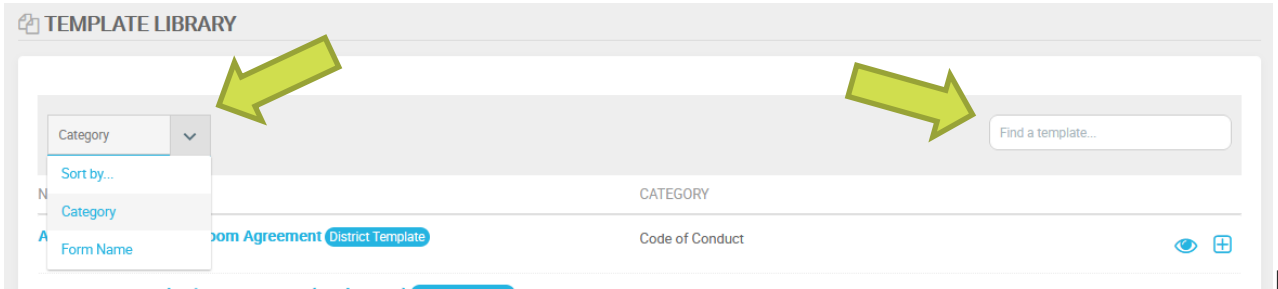 TEMPLATE LIBRARY
Category
Find a template...
Sort by...
CATEGORY
Category
oom Agreement District Template
Code of Conduct
Form Name